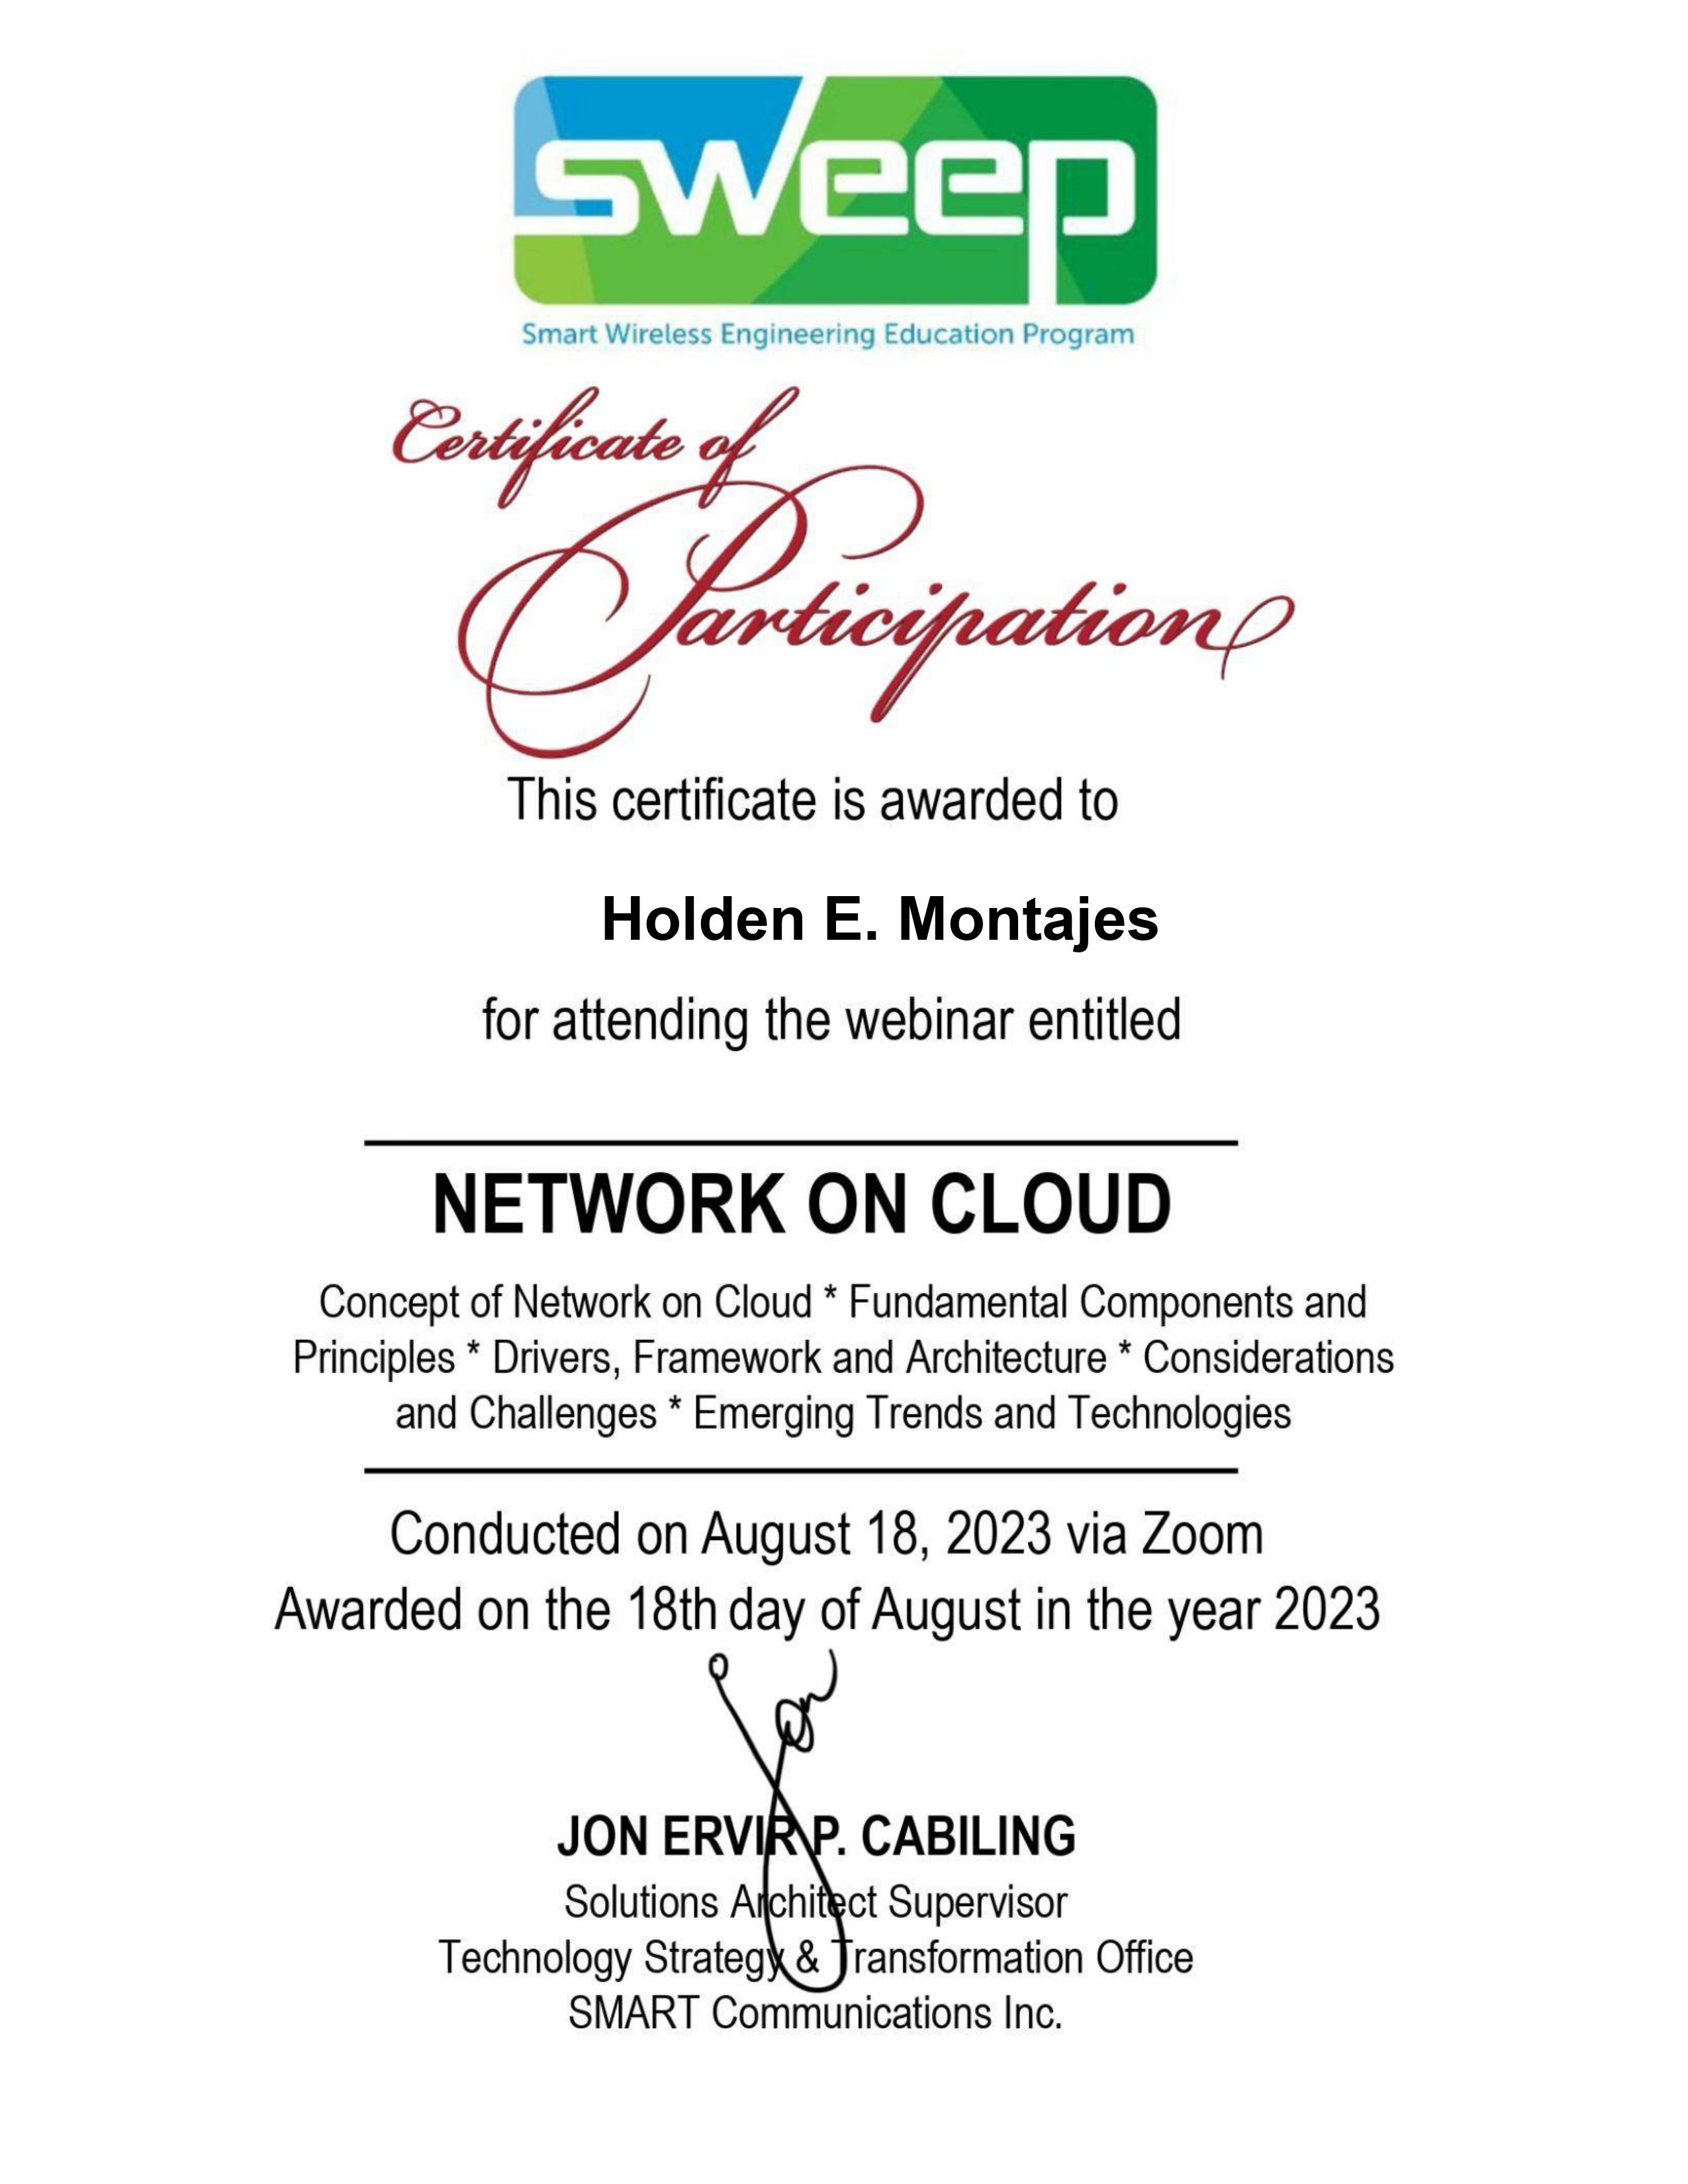 sweep
Smart Wireless Engineering Education Program
Certificate of
Participation
This certificate is awarded to
Holden E. Montajes
for attending the webinar entitled
NETWORK ON CLOUD
Concept of Network on Cloud * Fundamental Components and
Principles * Drivers, Framework and Architecture * Considerations
and Challenges * Emerging Trends and Technologies
Conducted on August 18, 2023 via Zoom
Awarded on the 18th day of August in the year 2023
Jon
JON ERVIR P. CABILING
Solutions Architect Supervisor
Technology Strategy & Transformation Office
SMART Communications Inc.